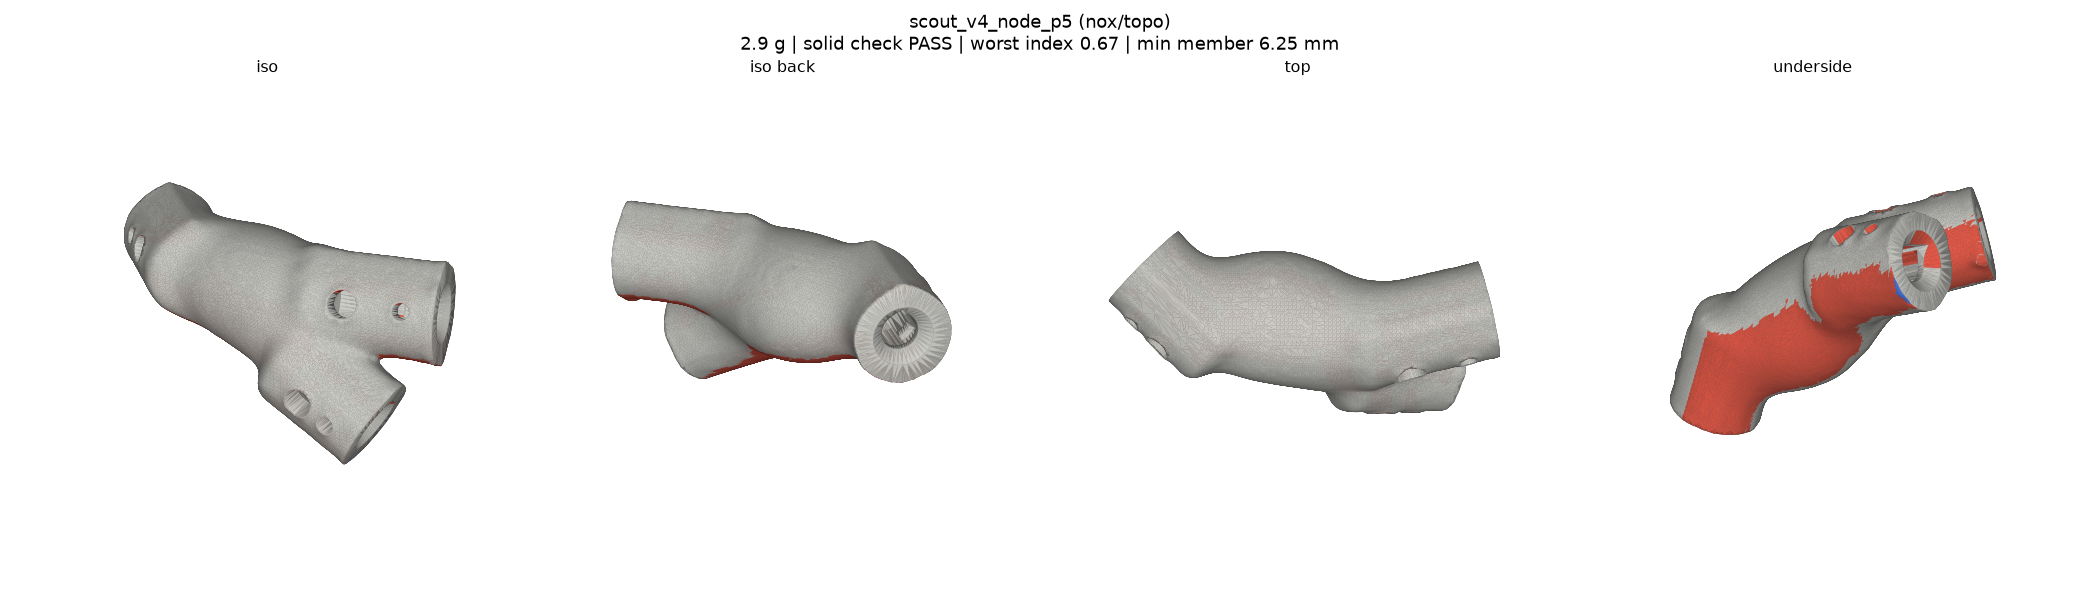 scout_v4_node_p5 (nox/topo)
2.9 g | solid check PASS | worst index 0.67 | min member 6.25 mm
iso
iso back
top
underside